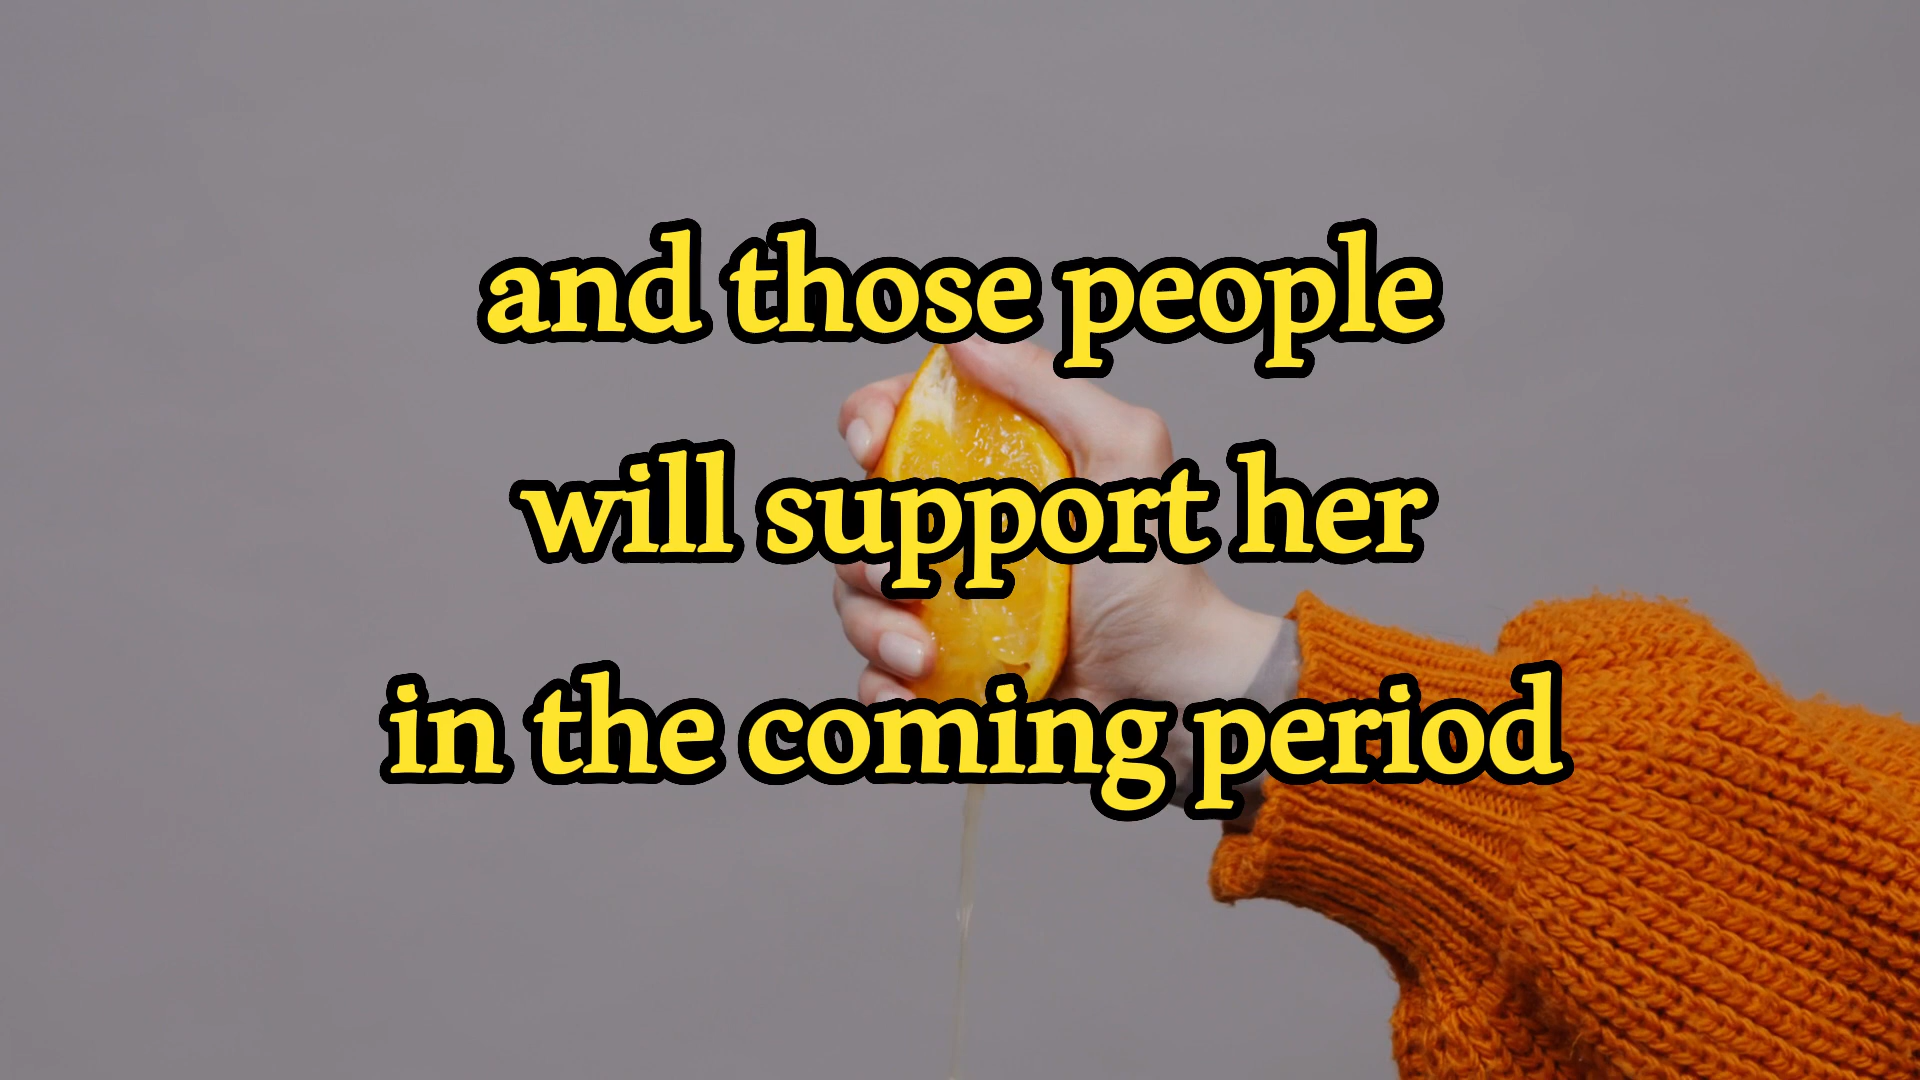 and those people
will support her
in the coming period